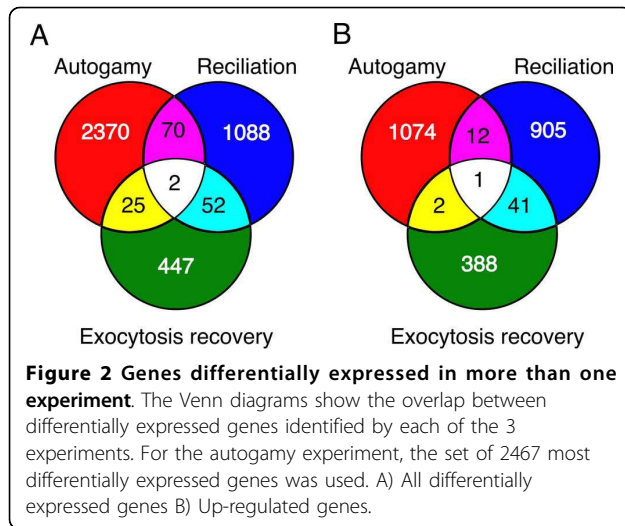 A
B
Autogamy Reciliation
Autogamy Reciliation
2370 70 1088
2
25 52
447
1074 12 905
1
2 41
388
Exocytosis recovery
Exocytosis recovery
Figure 2 Genes differentially expressed in more than one
experiment. The Venn diagrams show the overlap between
differentially expressed genes identified by each of the 3
experiments. For the autogamy experiment, the set of 2467 most
differentially expressed genes was used. A) All differentially
expressed genes B) Up-regulated genes.